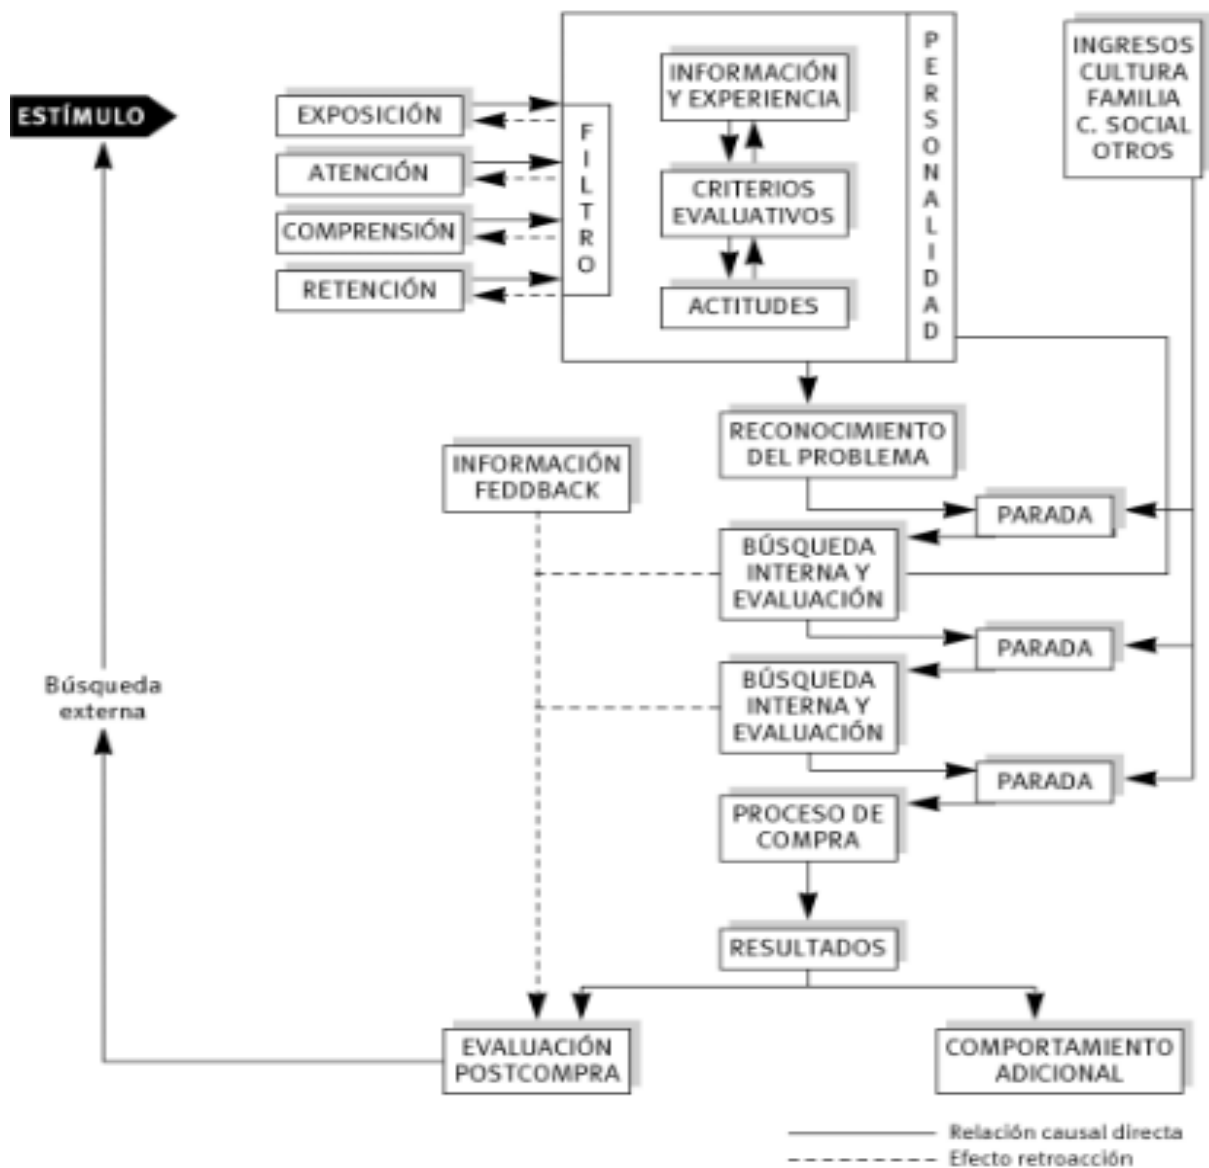 ESTÍMULO
EXPOSICIÓN
ATENCIÓN
COMPRENSIÓN
RETENCIÓN
FILTRO
INFORMACIÓN
Y EXPERIENCIA
CRITERIOS
EVALUATIVOS
ACTITUDES
PERSONALIDAD
INGRESOS
CULTURA
FAMILIA
C. SOCIAL
OTROS
RECONOCIMIENTO
DEL PROBLEMA
INFORMACIÓN
FEDDBACK
PARADA
BÚSQUEDA
INTERNA Y
EVALUACIÓN
PARADA
Búsqueda
externa
BÚSQUEDA
INTERNA Y
EVALUACIÓN
PARADA
PROCESO DE
COMPRA
RESULTADOS
EVALUACIÓN
POSTCOMPRA
COMPORTAMIENTO
ADICIONAL
Relación causal directa
Efecto retroacción